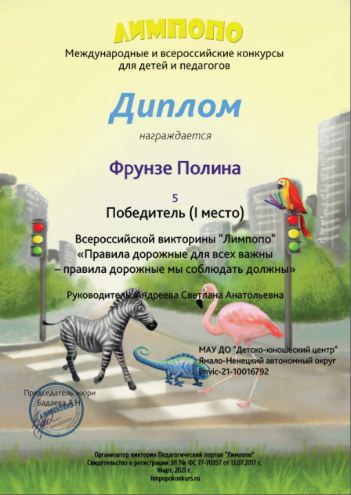 ЛИМПОПО
Международные и всероссийские конкурсы
для детей и педагогов
Диплом
награждается
Фрунзе Полина
5
Победитель (I место)
Всероссийской викторины "Лимпопо"
«Правила дорожные для всех важны
– правила дорожные мы соблюдать должны»
Руководитель: Андреева Светлана Анатольевна
МАУ ДО "Детско-юношеский центр"
Ямало-Ненецкий автономный округ
limvic-21-10016792
Председатель жюри
Бадаева А.Н.
ЛИМПОПО
Организатор викторин Педагогический портал "Лимпопо"
Свидетельство о регистрации ЭЛ № ФС 77-70357 от 13.07.2017 г.
Март, 2021 г.
limpopokonkurs.ru